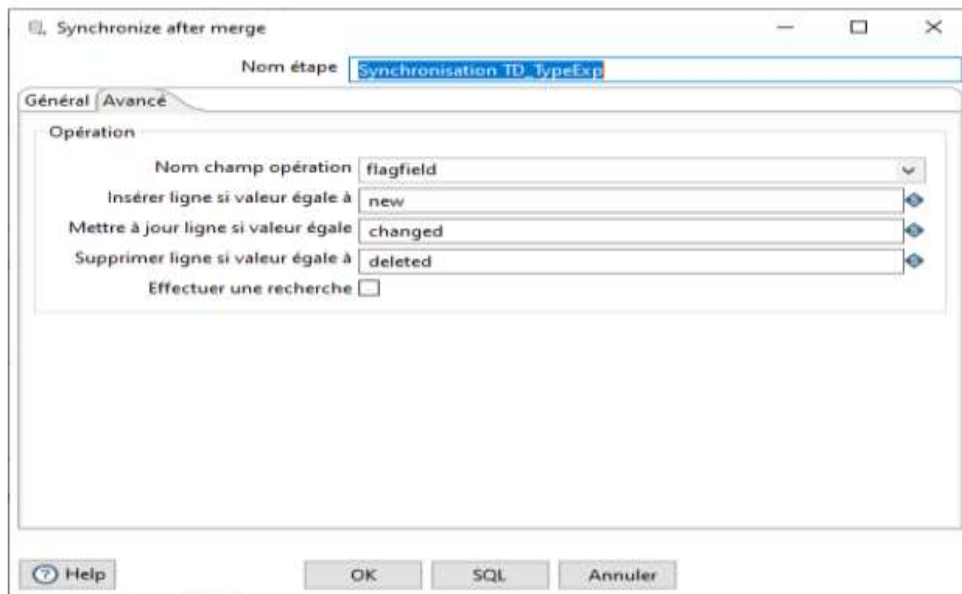 Synchronize after merge
Nom étape Synchronisation TD_TypeExp
Général Avancé
Opération
Nom champ opération flagfield
Insérer ligne si valeur égale à new
Mettre à jour ligne si valeur égale changed
Supprimer ligne si valeur égale à deleted
Effectuer une recherche
Help OK SQL Annuler